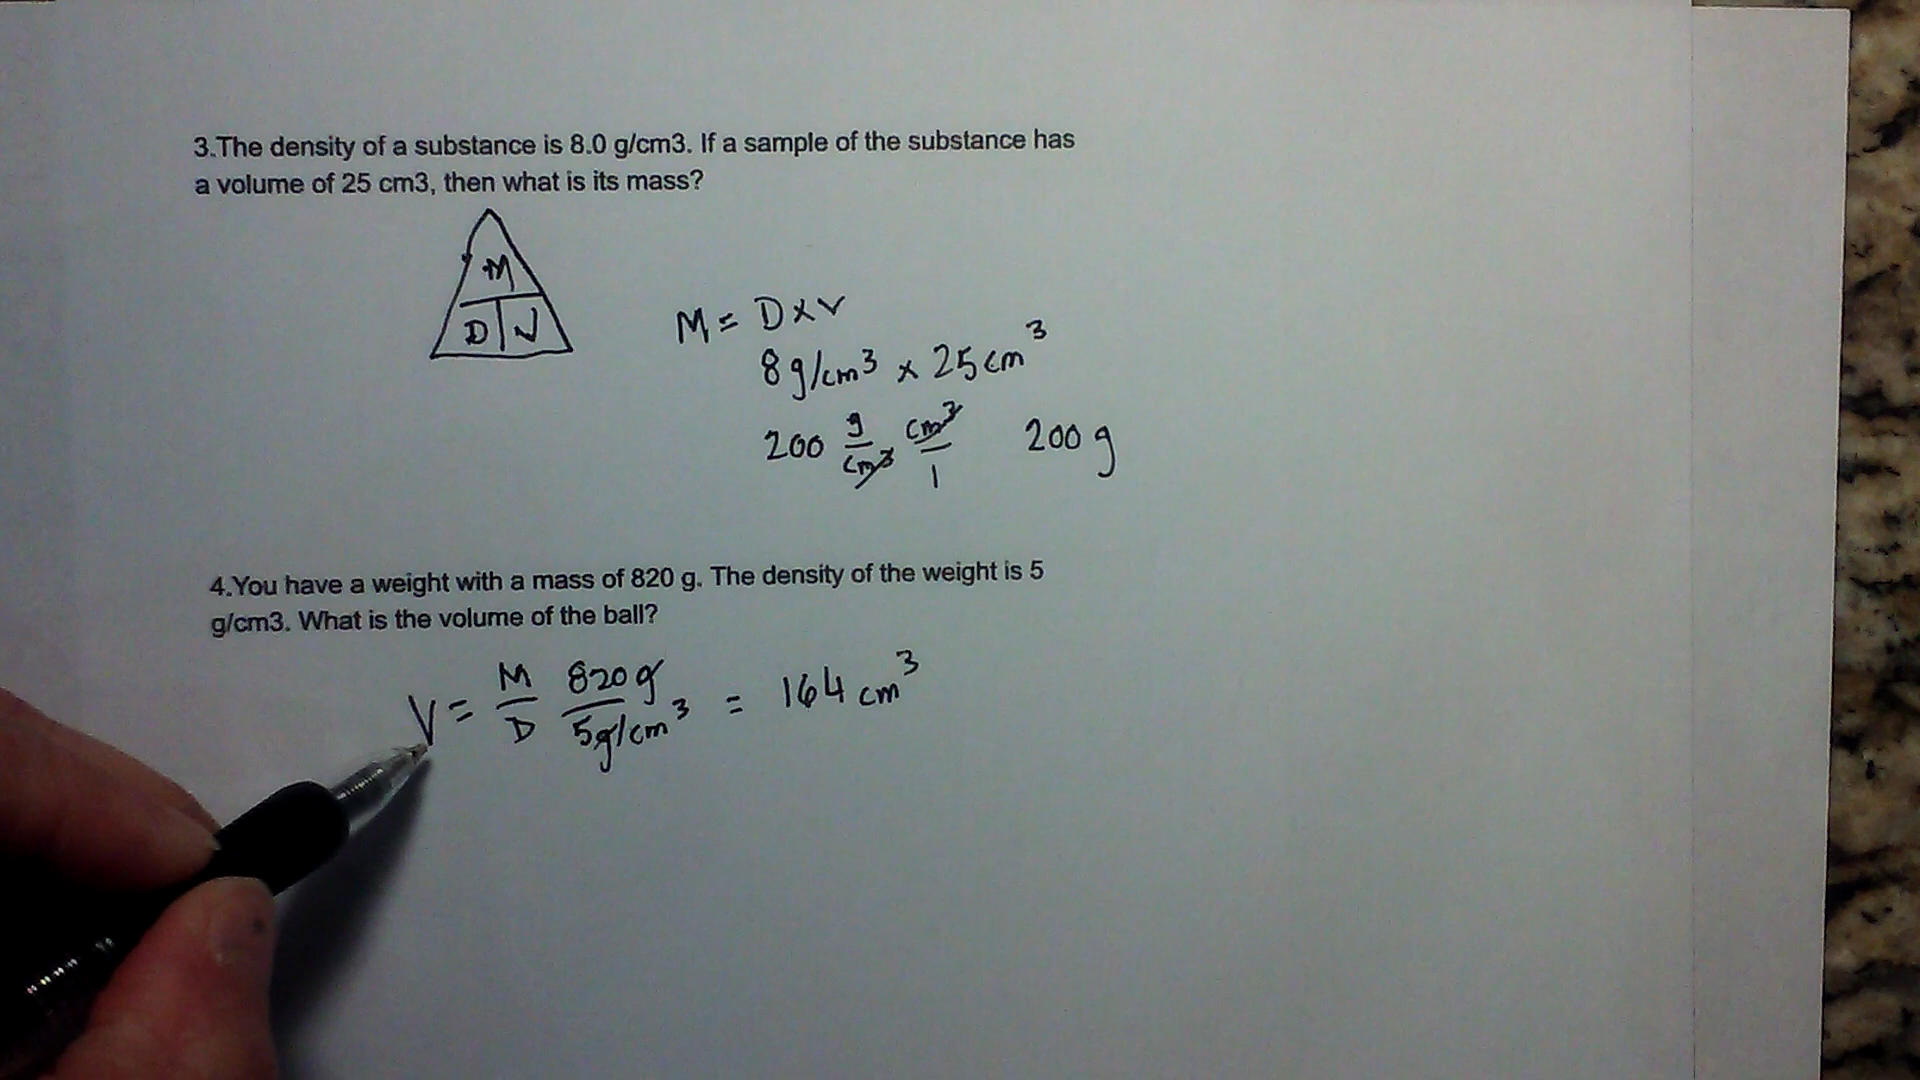 3.The density of a substance is 8.0 g/cm3. If a sample of the substance has
a volume of 25 cm3, then what is its mass?
M
D V
M = D x V
8 g/cm³ x 25 cm³
200 g/cm³ cm³/1 200 g
4.You have a weight with a mass of 820 g. The density of the weight is 5
g/cm3. What is the volume of the ball?
V = M/D 820 g/5 g/cm³ = 164 cm³